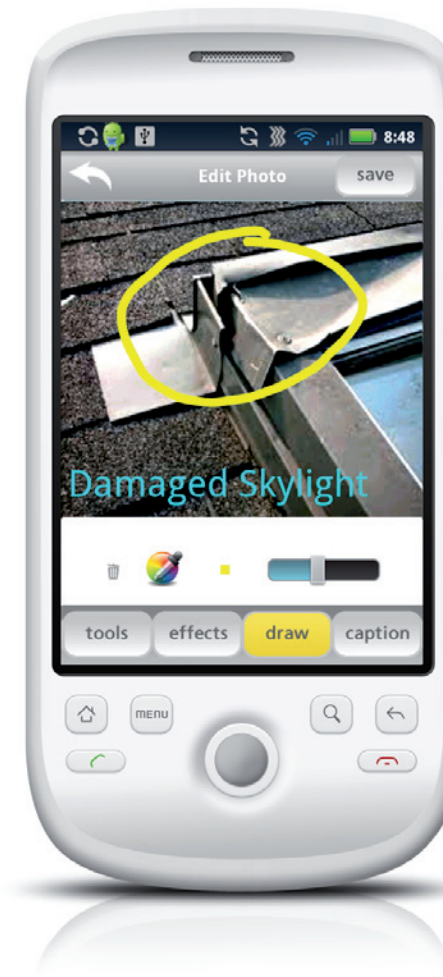 8:48
Edit Photo save
Damaged Skylight
tools effects draw caption
MENU